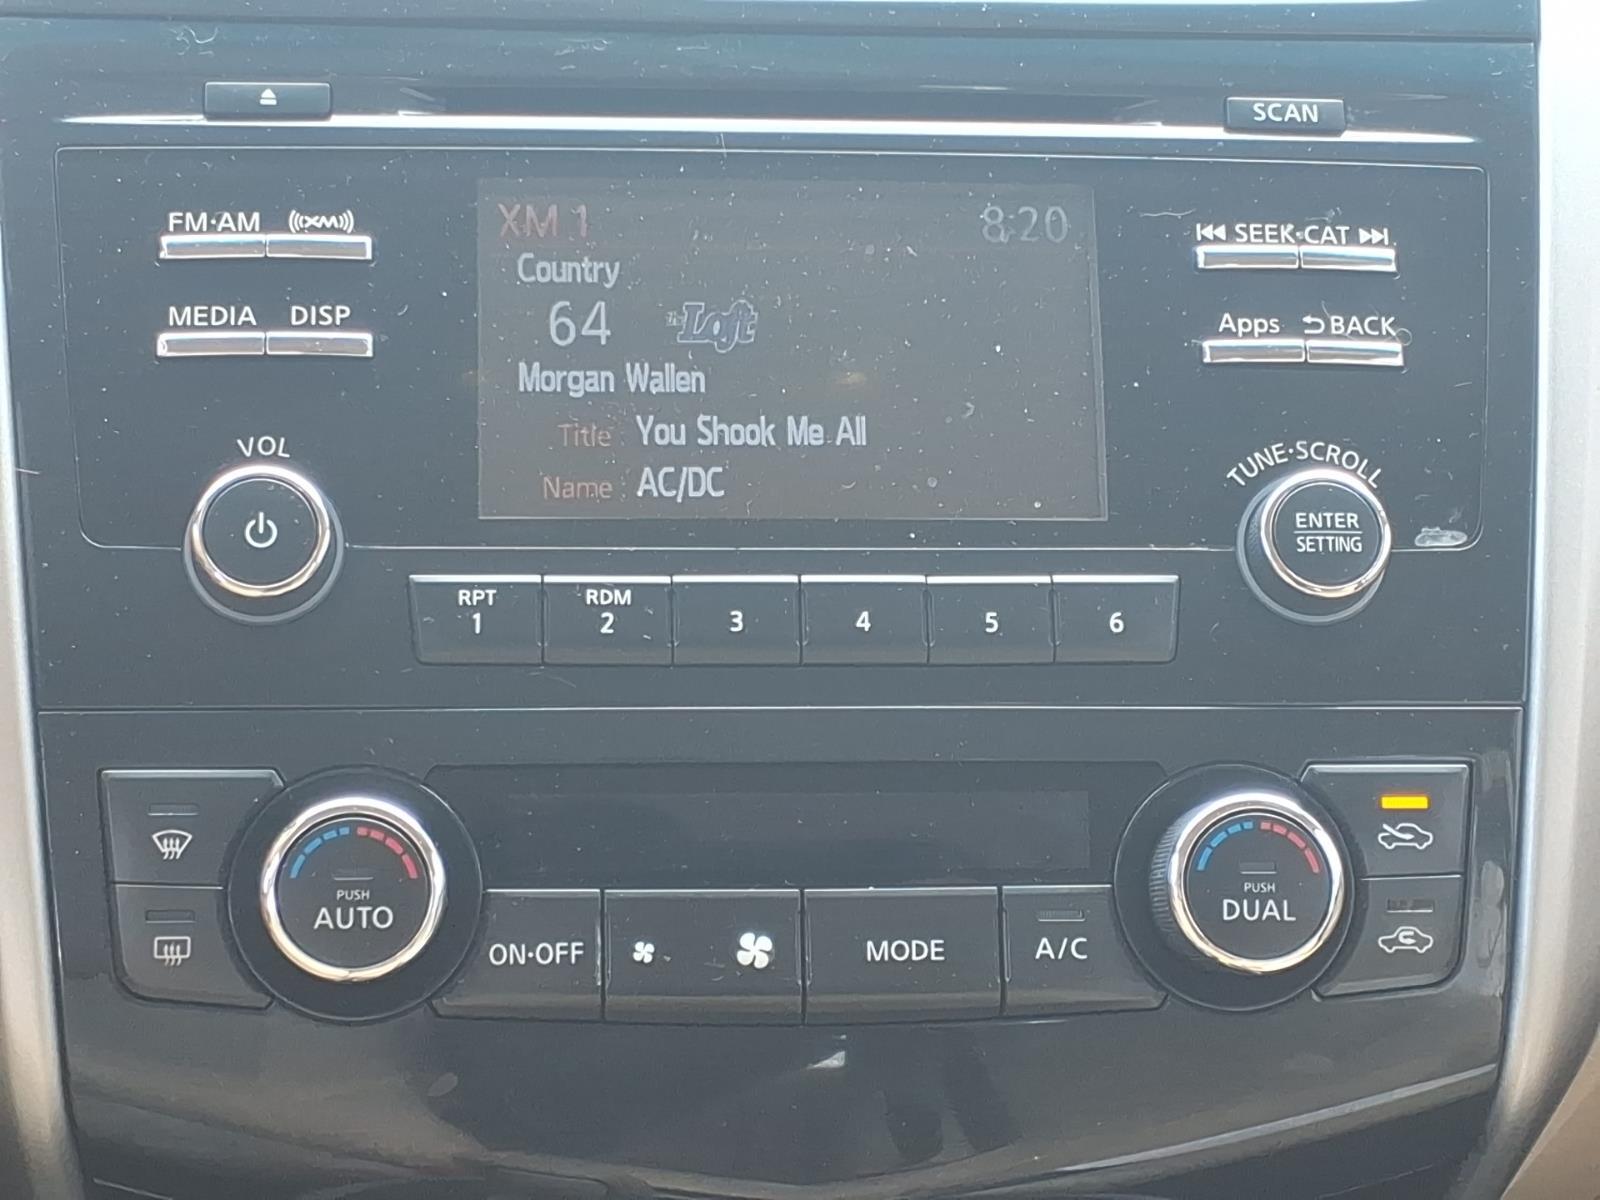 SCAN
FM·AM XM
SEEK·CAT
MEDIA DISP
Apps BACK
XM 1 8:20
Country
64 the Loft
Morgan Wallen
Title : You Shook Me All
Name : AC/DC
VOL
TUNE·SCROLL
ENTER
SETTING
RPT
1
RDM
2
3
4
5
6
PUSH
AUTO
ON·OFF
MODE
A/C
PUSH
DUAL